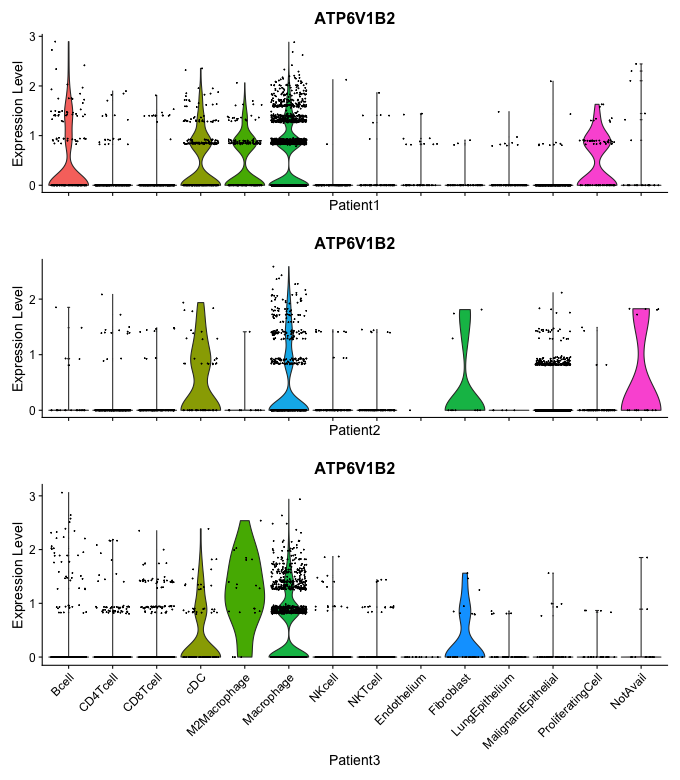 ATP6V1B2
3
2
1
0
Expression Level
Patient1
ATP6V1B2
2
1
0
Expression Level
Patient2
ATP6V1B2
3
2
1
0
Expression Level
Bcell
CD4Tcell
CD8Tcell
cDC
M2Macrophage
Macrophage
NKcell
NKTcell
Endothelium
Fibroblast
LungEpithelium
MalignantEpithelial
ProliferatingCell
NotAvail
Patient3